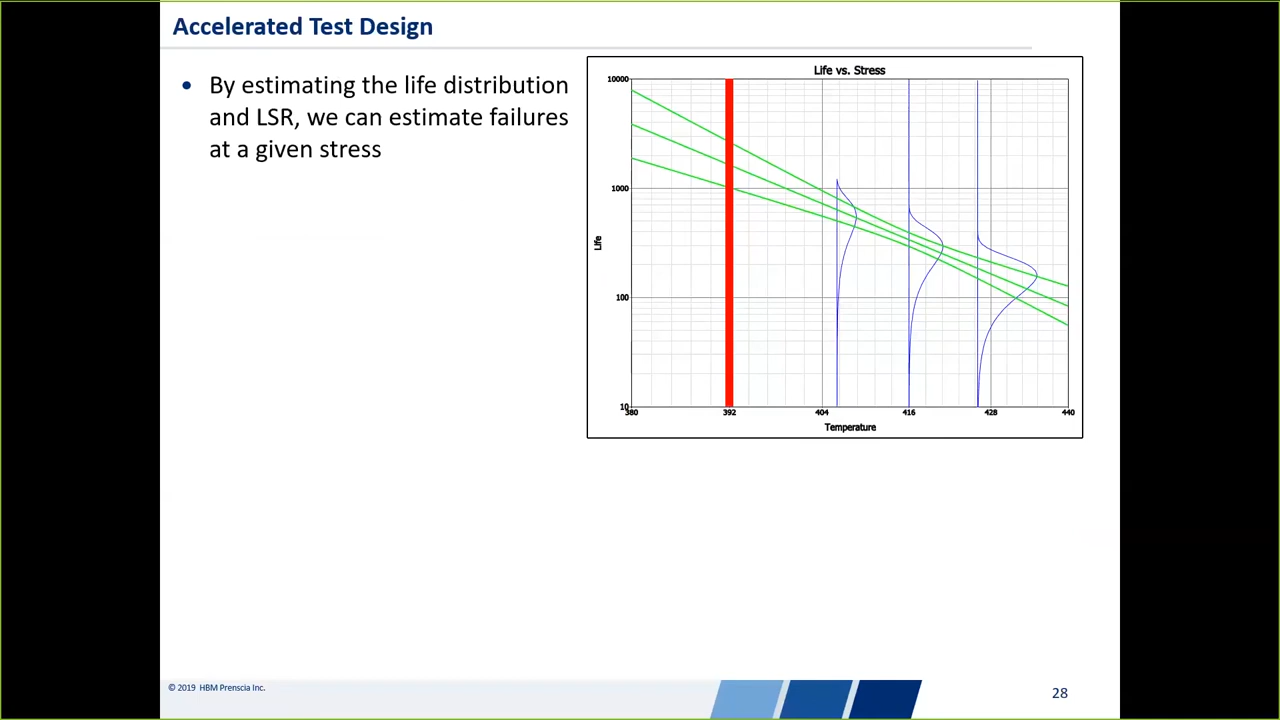 Accelerated Test Design
• By estimating the life distribution
and LSR, we can estimate failures
at a given stress
Life vs. Stress
10000
1000
Life
100
10
380 392 404 416 428 440
Temperature
© 2019 HBM Prenscia Inc.
28